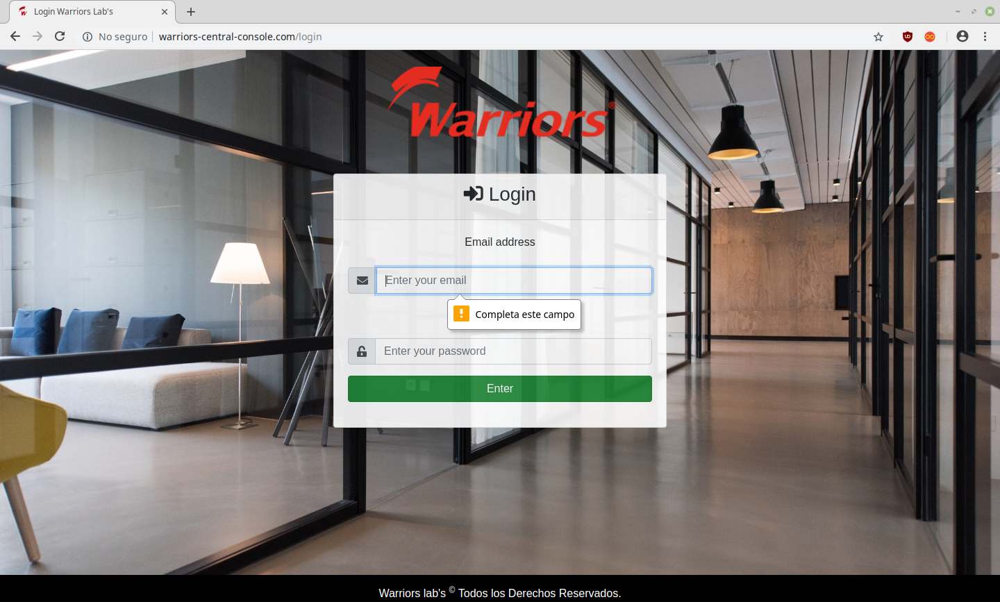 Login Warriors Lab's
No seguro
warriors-central-console.com/login
Warriors®
Login
Email address
Enter your email
Completa este campo
Enter your password
Enter
Warriors lab's © Todos los Derechos Reservados.